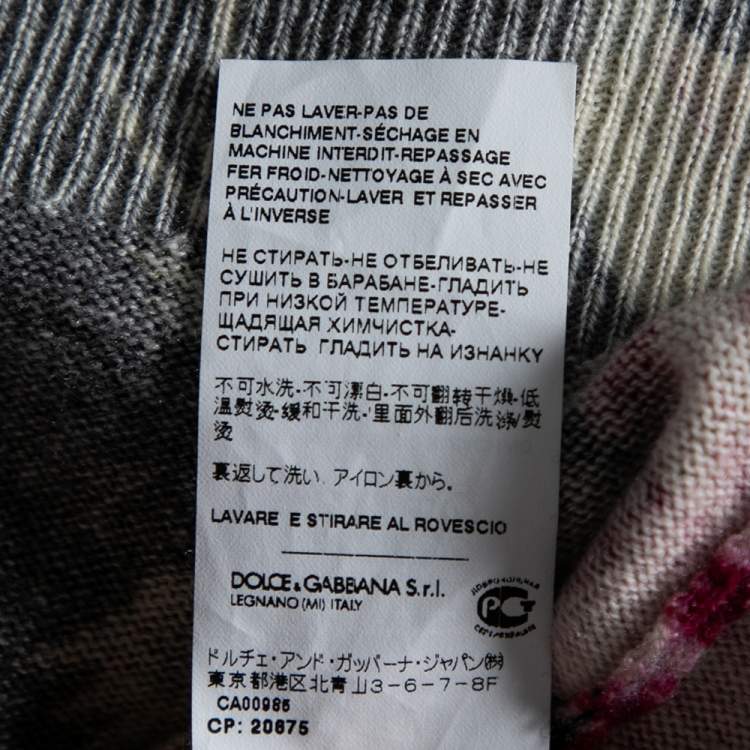 NE PAS LAVER-PAS DE
BLANCHIMENT-SÉCHAGE EN
MACHINE INTERDIT-REPASSAGE
FER FROID-NETTOYAGE À SEC AVEC
PRÉCAUTION-LAVER ET REPASSER
À L'INVERSE
НЕ СТИРАТЬ-НЕ ОТБЕЛИВАТЬ-НЕ
СУШИТЬ В БАРАБАНЕ-ГЛАДИТЬ
ПРИ НИЗКОЙ ТЕМПЕРАТУРЕ-
ЩАДЯЩАЯ ХИМЧИСТКА-
СТИРАТЬ ГЛАДИТЬ НА ИЗНАНКУ
不可水洗-不可漂白-不可翻转干燥-低
温熨烫-缓和干洗-里面外翻后洗涤/熨
烫
裏返して洗い、アイロン裏から。
LAVARE E STIRARE AL ROVESCIO
DOLCE & GABBANA S.r.l.
LEGNANO (MI) ITALY
ドルチェ・アンド・ガッバーナ・ジャパン㈱
東京都港区北青山3-6-7-8F
CA00985
CP: 20675